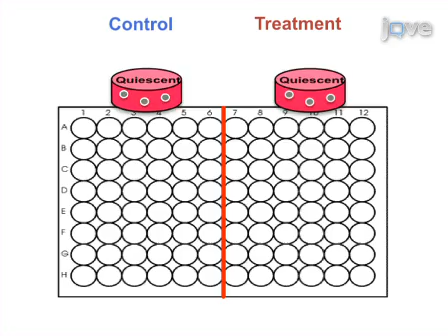 Control Treatment
jove
Quiescent Quiescent
1 2 3 4 5 6 7 8 9 10 11 12
A
B
C
D
E
F
G
H